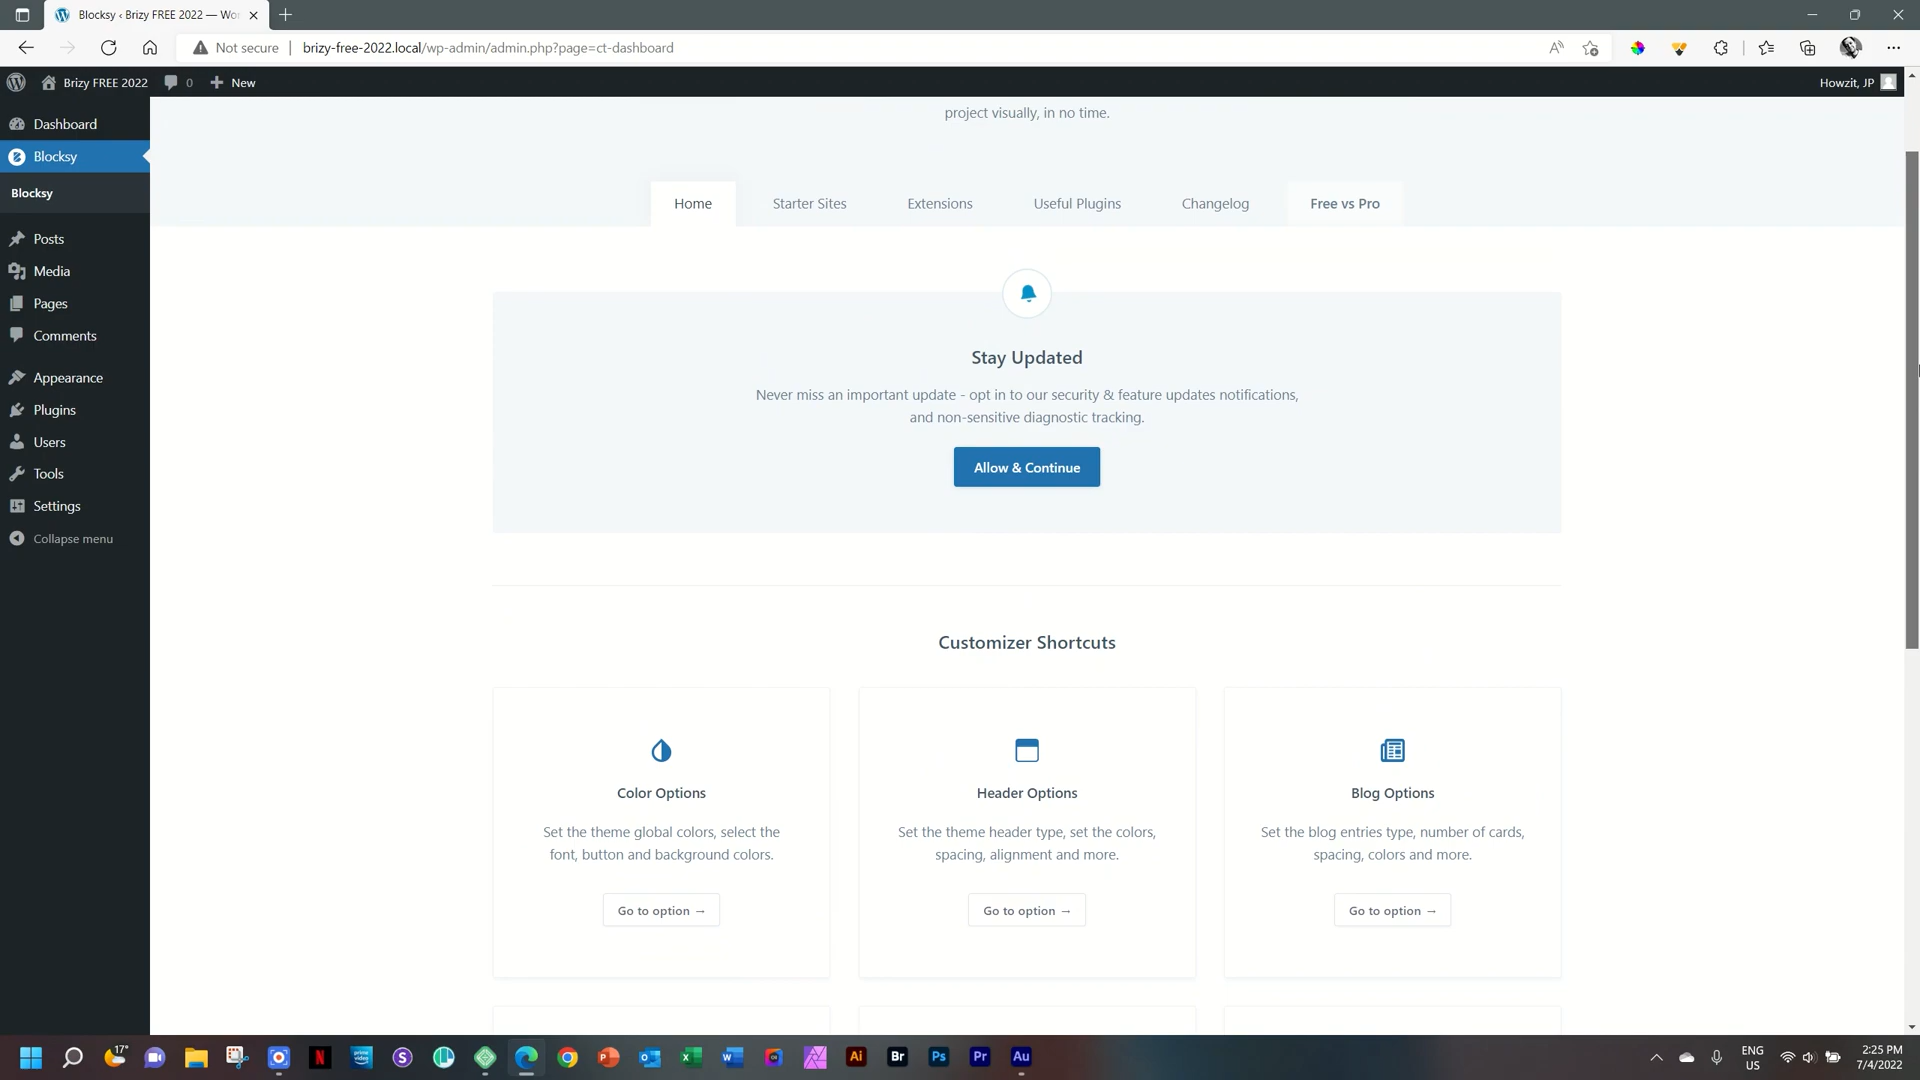 Blocksy ‹ Brizy FREE 2022 — Wo
Not secure
brizy-free-2022.local/wp-admin/admin.php?page=ct-dashboard
Brizy FREE 2022
0
New
Howzit, JP
Dashboard
Blocksy
Blocksy
Posts
Media
Pages
Comments
Appearance
Plugins
Users
Tools
Settings
Collapse menu
project visually, in no time.
Home
Starter Sites
Extensions
Useful Plugins
Changelog
Free vs Pro
Stay Updated
Never miss an important update - opt in to our security & feature updates notifications,
and non-sensitive diagnostic tracking.
Allow & Continue
Customizer Shortcuts
Color Options
Set the theme global colors, select the
font, button and background colors.
Go to option →
Header Options
Set the theme header type, set the colors,
spacing, alignment and more.
Go to option →
Blog Options
Set the blog entries type, number of cards,
spacing, colors and more.
Go to option →
17°
N
prime video
S
Ai
Br
Ps
Pr
Au
ENG
US
2:25 PM
7/4/2022